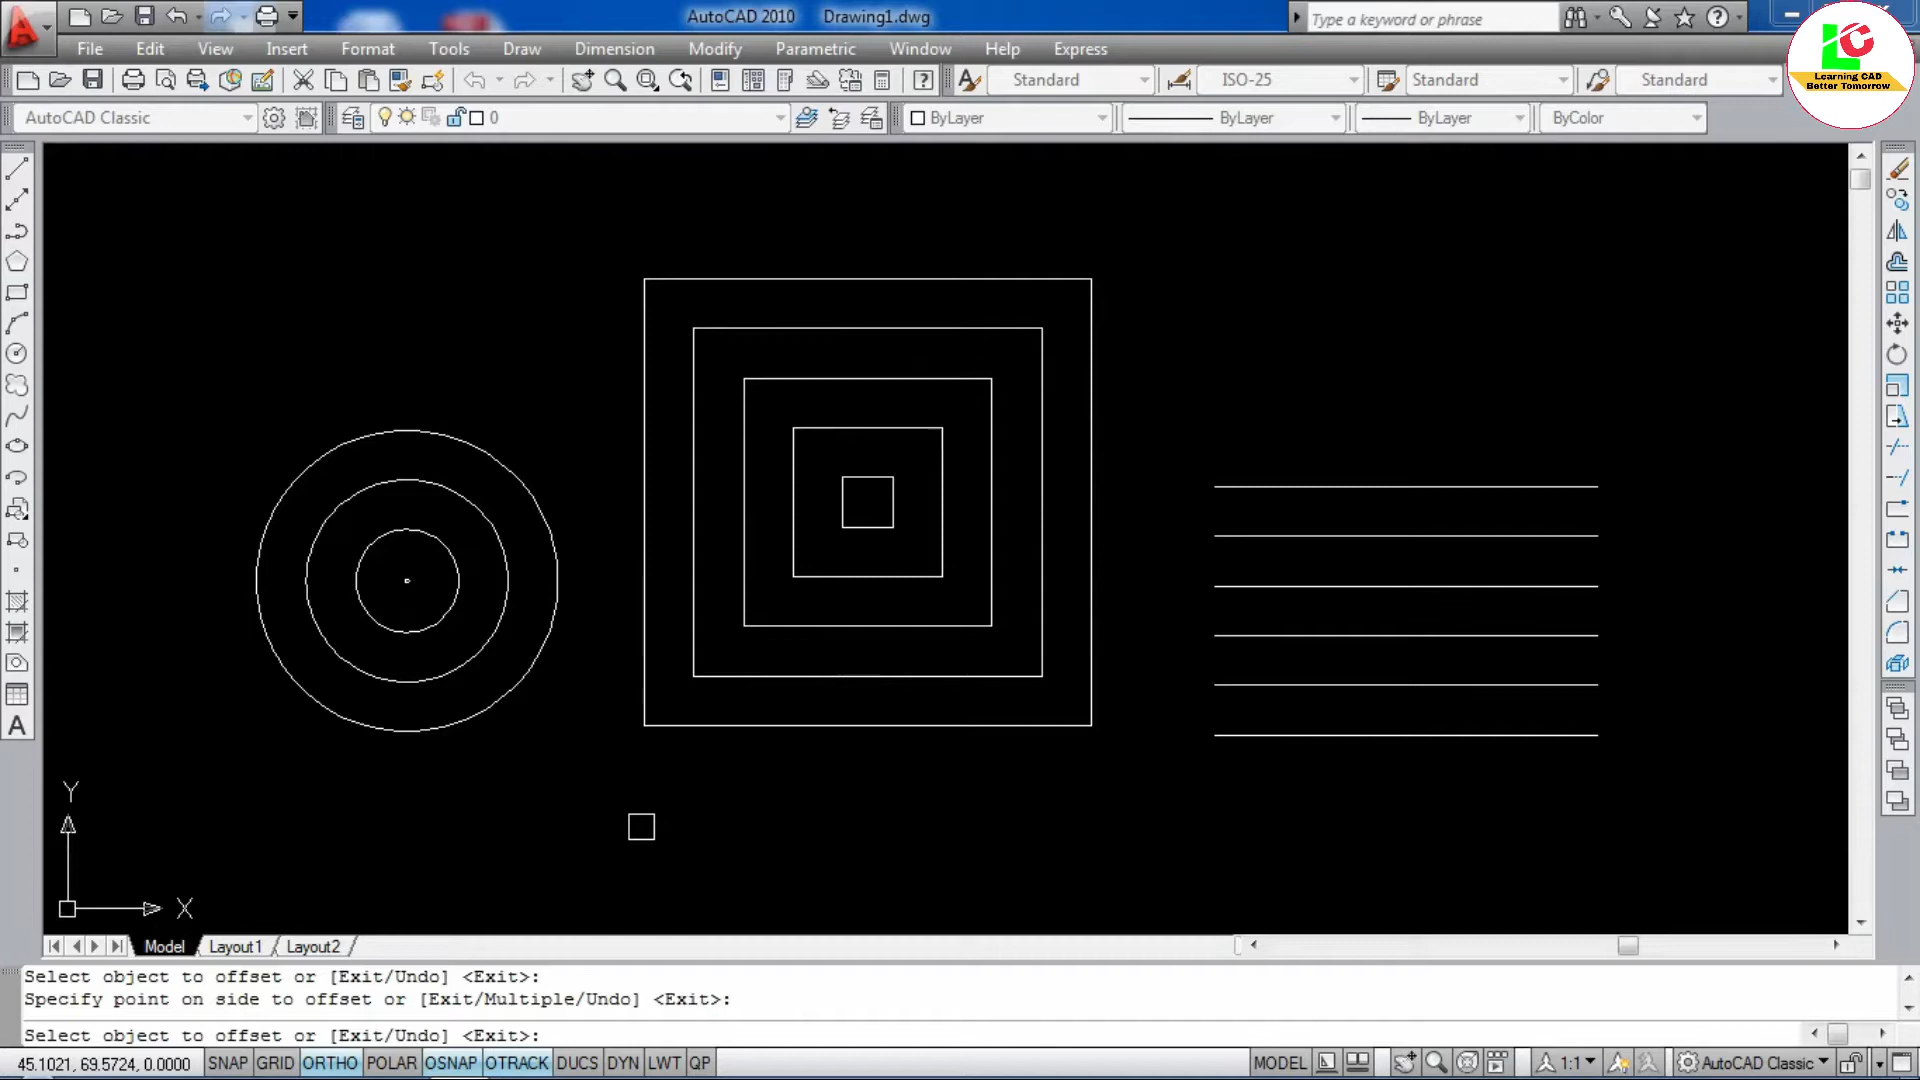 AutoCAD 2010 Drawing1.dwg
Type a keyword or phrase
File Edit View Insert Format Tools Draw Dimension Modify Parametric Window Help Express
LC
Learning CAD
Better Tomorrow
Standard ISO-25 Standard Standard
AutoCAD Classic 0 ByLayer ByLayer ByLayer ByColor
A
Y
X
Model Layout1 Layout2
Select object to offset or [Exit/Undo] <Exit>:
Specify point on side to offset or [Exit/Multiple/Undo] <Exit>:
Select object to offset or [Exit/Undo] <Exit>:
45.1021, 69.5724, 0.0000 SNAP GRID ORTHO POLAR OSNAP OTRACK DUCS DYN LWT QP MODEL 1:1 AutoCAD Classic